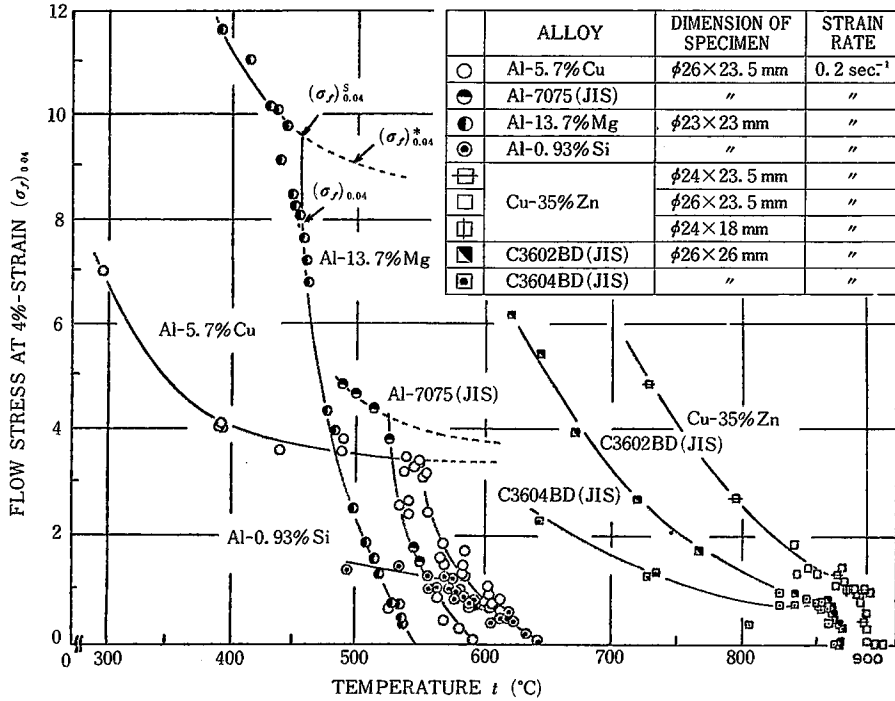 12
10
8
6
4
2
0
FLOW STRESS AT 4%-STRAIN (σf)0.04
0 300 400 500 600 700 800 900
TEMPERATURE t (°C)
ALLOY DIMENSION OF SPECIMEN STRAIN RATE
Al-5.7%Cu φ26×23.5 mm 0.2 sec.-1
Al-7075(JIS) 〃 〃
Al-13.7%Mg φ23×23 mm 〃
Al-0.93%Si 〃 〃
φ24×23.5 mm 〃
Cu-35%Zn φ26×23.5 mm 〃
φ24×18 mm 〃
C3602BD(JIS) φ26×26 mm 〃
C3604BD(JIS) 〃 〃
(σf)S0.04
(σf)*0.04
(σf)0.04
Al-13.7%Mg
Al-5.7%Cu
Al-7075(JIS)
Cu-35%Zn
C3602BD(JIS)
C3604BD(JIS)
Al-0.93%Si